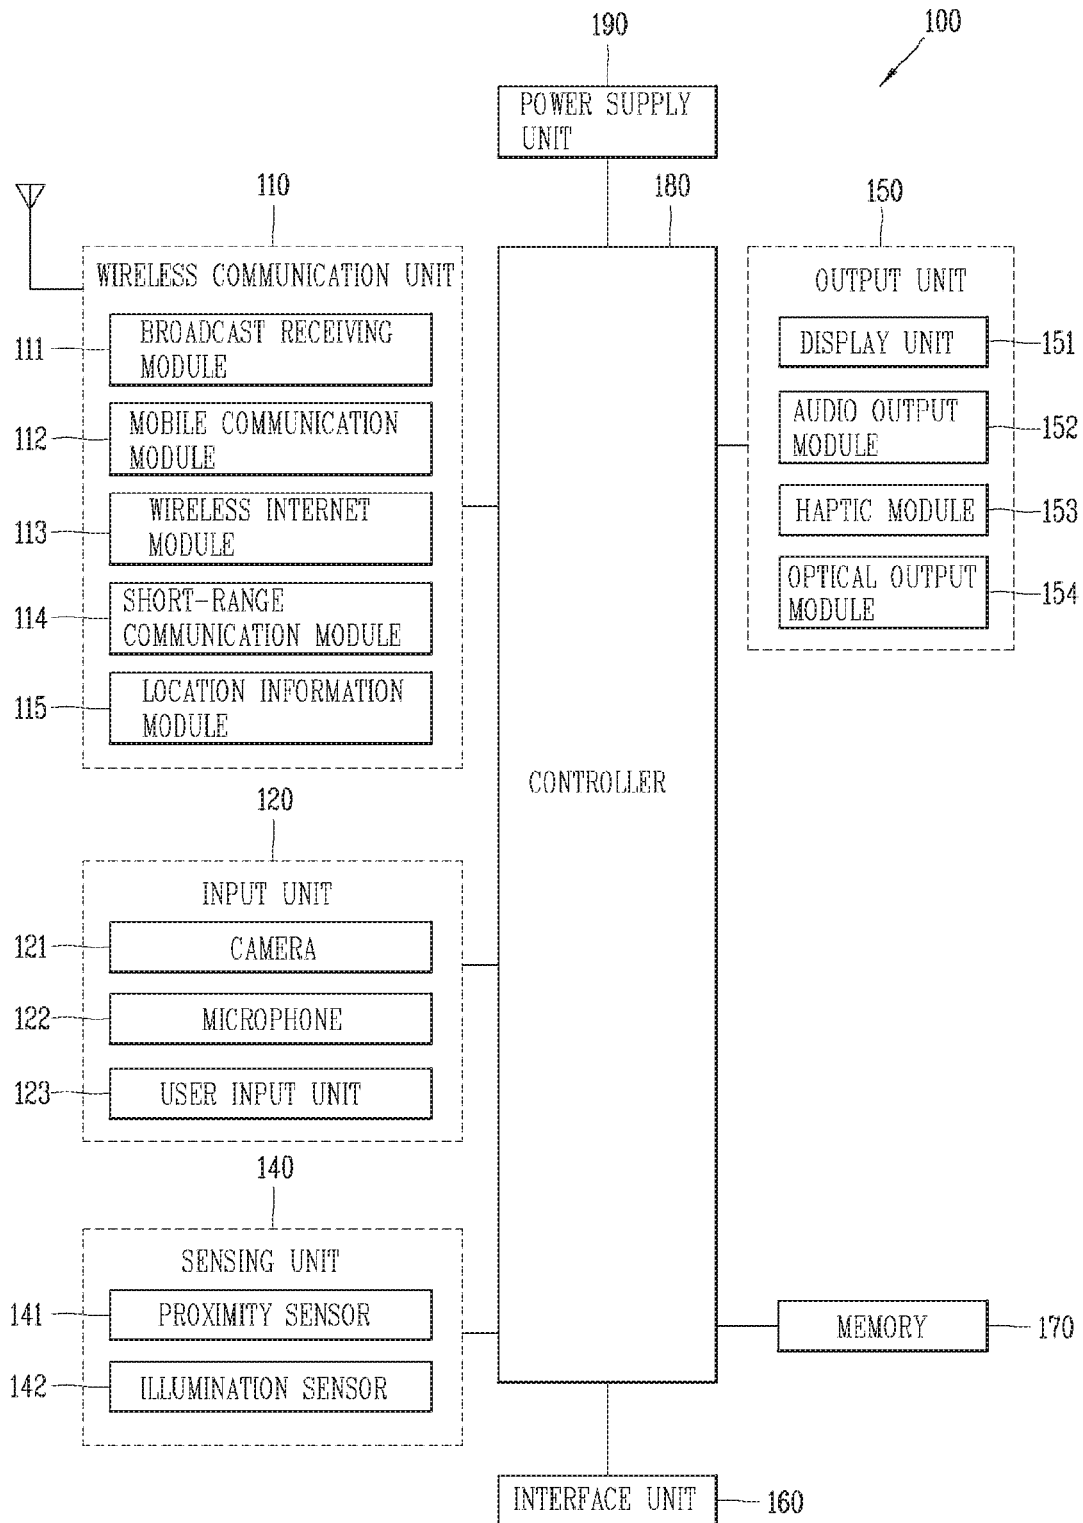 190
100
POWER SUPPLY
UNIT
110
180
150
WIRELESS COMMUNICATION UNIT
111
BROADCAST RECEIVING
MODULE
112
MOBILE COMMUNICATION
MODULE
113
WIRELESS INTERNET
MODULE
114
SHORT-RANGE
COMMUNICATION MODULE
115
LOCATION INFORMATION
MODULE
OUTPUT UNIT
DISPLAY UNIT
151
AUDIO OUTPUT
MODULE
152
HAPTIC MODULE
153
OPTICAL OUTPUT
MODULE
154
CONTROLLER
120
INPUT UNIT
121
CAMERA
122
MICROPHONE
123
USER INPUT UNIT
140
SENSING UNIT
141
PROXIMITY SENSOR
142
ILLUMINATION SENSOR
MEMORY
170
INTERFACE UNIT
160